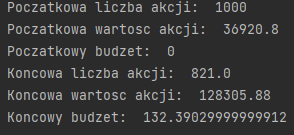 Poczatkowa liczba akcji:  1000
Poczatkowa wartosc akcji:  36920.8
Poczatkowy budzet:  0
Koncowa liczba akcji:  821.0
Koncowa wartosc akcji:  128305.88
Koncowy budzet:  132.39029999999912